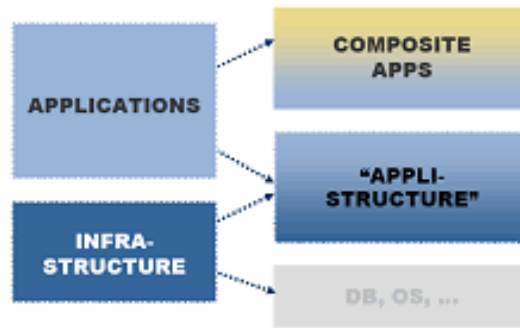 APPLICATIONS
INFRA-
STRUCTURE
COMPOSITE
APPS
“APPLI-
STRUCTURE”
DB, OS, ...